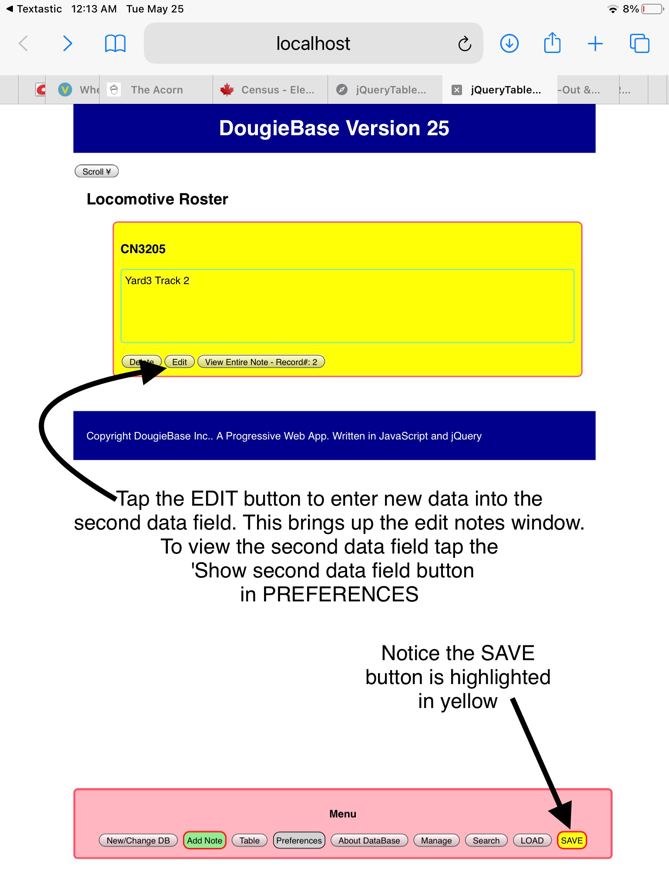 Textastic 12:13 AM Tue May 25 8%
localhost
Whe The Acorn Census - Ele... jQueryTable... jQueryTable... -Out &...
DougieBase Version 25
Scroll ¥
Locomotive Roster
CN3205
Yard3 Track 2
Delete Edit View Entire Note - Record#: 2
Copyright DougieBase Inc.. A Progressive Web App. Written in JavaScript and jQuery
Tap the EDIT button to enter new data into the
second data field. This brings up the edit notes window.
To view the second data field tap the
'Show second data field button
in PREFERENCES
Notice the SAVE
button is highlighted
in yellow
Menu
New/Change DB Add Note Table Preferences About DataBase Manage Search LOAD SAVE